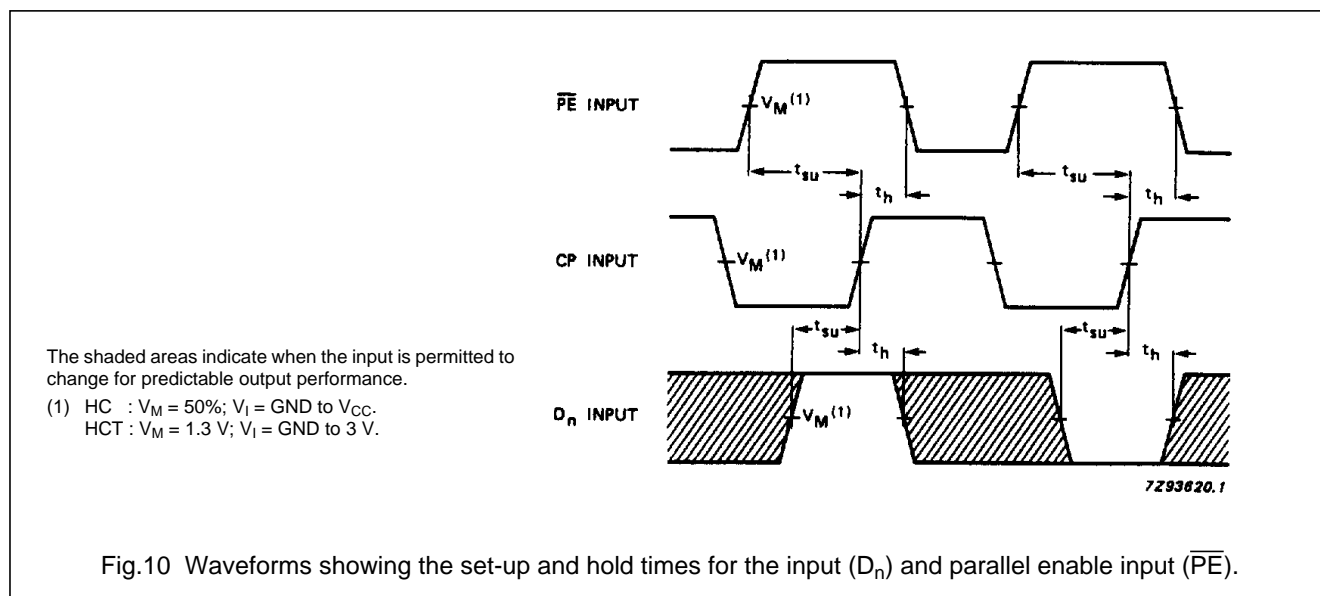 PE INPUT
V_M (1)
t_su
t_su
t_h
t_h
CP INPUT
V_M (1)
t_su
t_su
t_h
t_h
The shaded areas indicate when the input is permitted to
change for predictable output performance.
(1) HC : V_M = 50%; V_I = GND to V_CC.
HCT : V_M = 1.3 V; V_I = GND to 3 V.
D_n INPUT
V_M (1)
7Z93620.1
Fig.10 Waveforms showing the set-up and hold times for the input (D_n) and parallel enable input (PE).